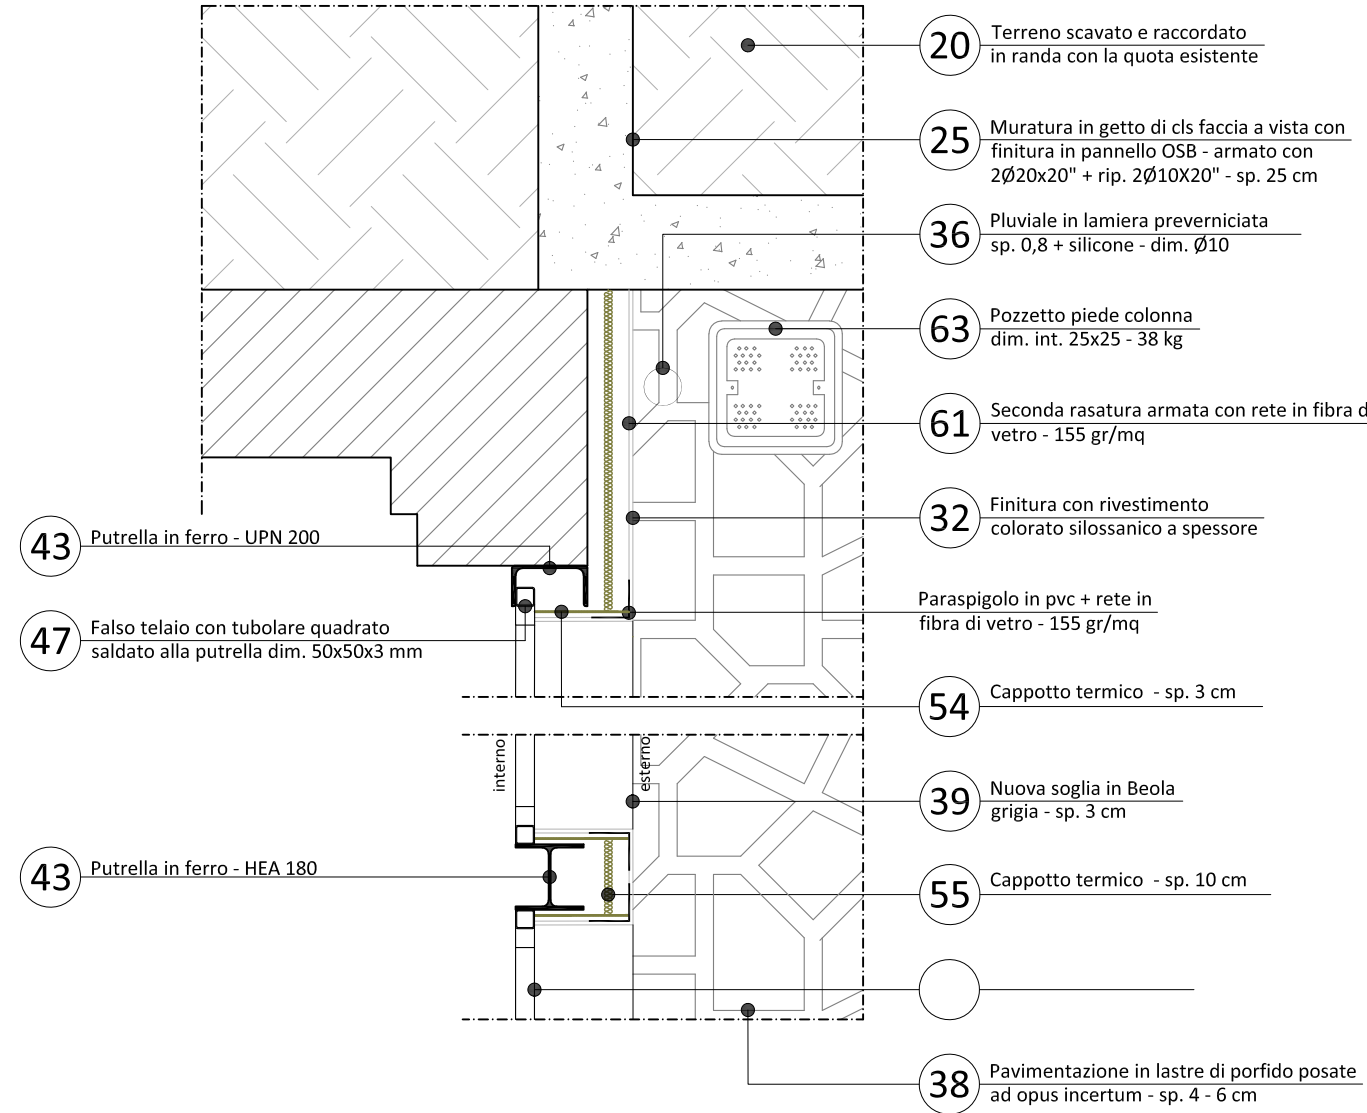 20
Terreno scavato e raccordato
in randa con la quota esistente
25
Muratura in getto di cls faccia a vista con
finitura in pannello OSB - armato con
2Ø20x20" + rip. 2Ø10X20" - sp. 25 cm
36
Pluviale in lamiera preverniciata
sp. 0,8 + silicone - dim. Ø10
63
Pozzetto piede colonna
dim. int. 25x25 - 38 kg
61
Seconda rasatura armata con rete in fibra d
vetro - 155 gr/mq
32
Finitura con rivestimento
colorato silossanico a spessore
43
Putrella in ferro - UPN 200
47
Falso telaio con tubolare quadrato
saldato alla putrella dim. 50x50x3 mm
Paraspigolo in pvc + rete in
fibra di vetro - 155 gr/mq
54
Cappotto termico - sp. 3 cm
interno
esterno
39
Nuova soglia in Beola
grigia - sp. 3 cm
43
Putrella in ferro - HEA 180
55
Cappotto termico - sp. 10 cm
38
Pavimentazione in lastre di porfido posate
ad opus incertum - sp. 4 - 6 cm